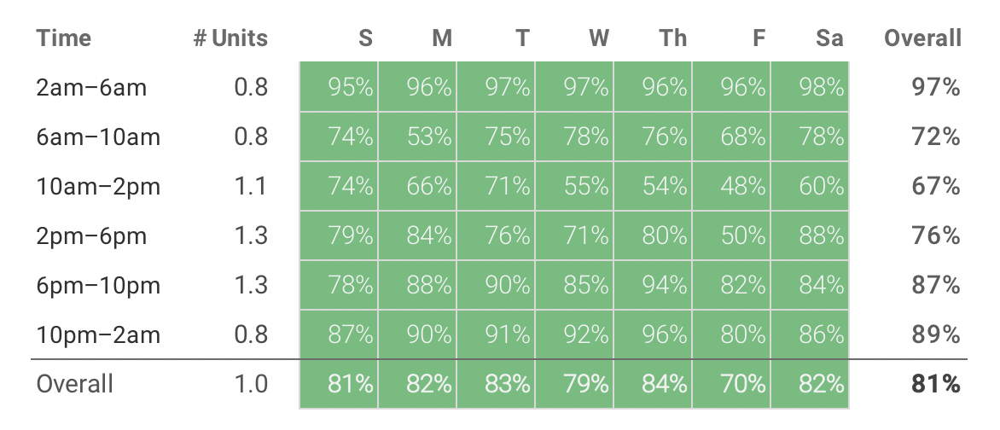 Time # Units S M T W Th F Sa Overall
2am–6am 0.8 95% 96% 97% 97% 96% 96% 98% 97%
6am–10am 0.8 74% 53% 75% 78% 76% 68% 78% 72%
10am–2pm 1.1 74% 66% 71% 55% 54% 48% 60% 67%
2pm–6pm 1.3 79% 84% 76% 71% 80% 50% 88% 76%
6pm–10pm 1.3 78% 88% 90% 85% 94% 82% 84% 87%
10pm–2am 0.8 87% 90% 91% 92% 96% 80% 86% 89%
Overall 1.0 81% 82% 83% 79% 84% 70% 82% 81%